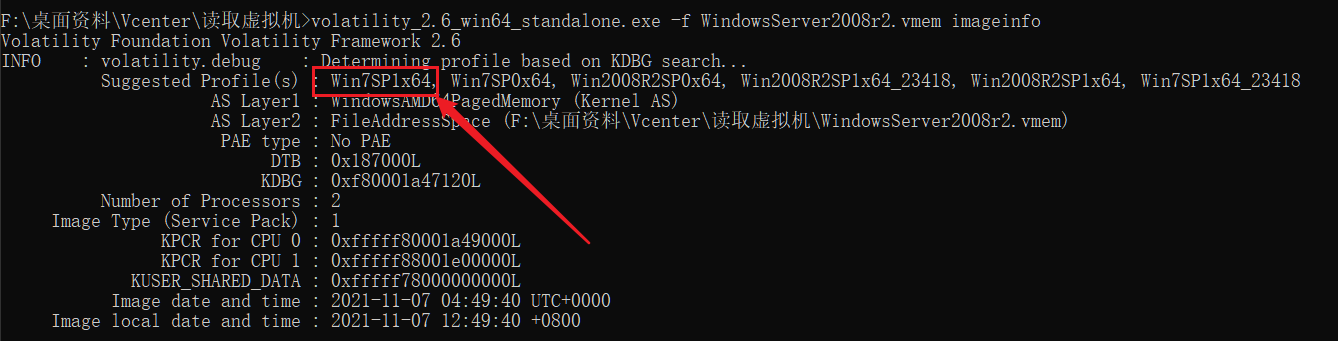 F:\桌面资料\Vcenter\读取虚拟机>volatility_2.6_win64_standalone.exe -f WindowsServer2008r2.vmem imageinfo
Volatility Foundation Volatility Framework 2.6
INFO    : volatility.debug    : Determining profile based on KDBG search...
Suggested Profile(s) : Win7SP1x64, Win7SP0x64, Win2008R2SP0x64, Win2008R2SP1x64_23418, Win2008R2SP1x64, Win7SP1x64_23418
AS Layer1 : WindowsAMD64PagedMemory (Kernel AS)
AS Layer2 : FileAddressSpace (F:\桌面资料\Vcenter\读取虚拟机\WindowsServer2008r2.vmem)
PAE type : No PAE
DTB : 0x187000L
KDBG : 0xf80001a47120L
Number of Processors : 2
Image Type (Service Pack) : 1
KPCR for CPU 0 : 0xfffff80001a49000L
KPCR for CPU 1 : 0xfffff88001e00000L
KUSER_SHARED_DATA : 0xfffff78000000000L
Image date and time : 2021-11-07 04:49:40 UTC+0000
Image local date and time : 2021-11-07 12:49:40 +0800